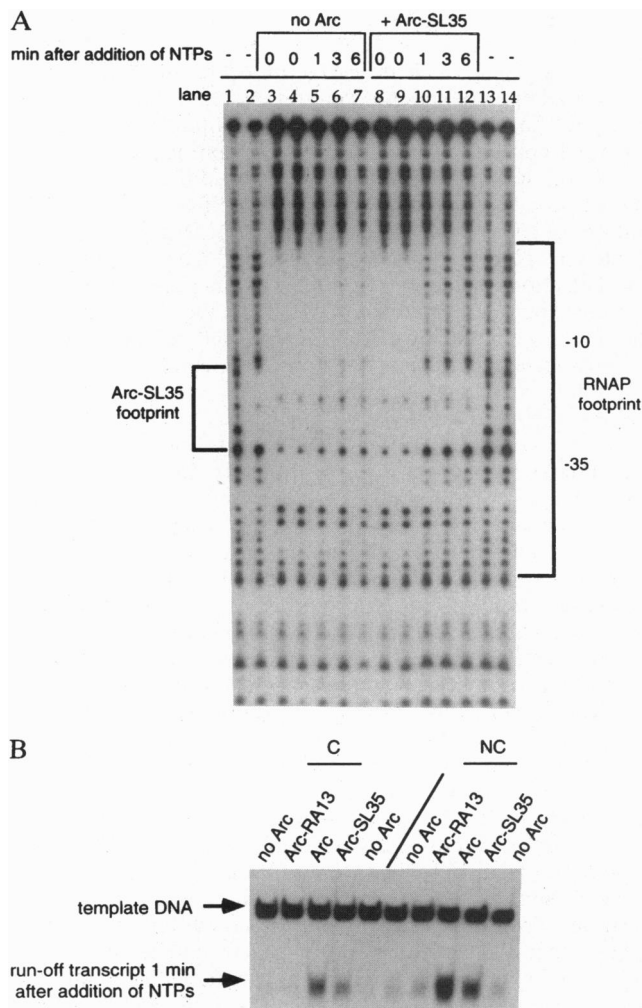 A
no Arc + Arc-SL35
min after addition of NTPs - - 0 0 1 3 6 0 0 1 3 6 - -
lane 1 2 3 4 5 6 7 8 9 10 11 12 13 14
-10
Arc-SL35
footprint
RNAP
footprint
-35
B
C NC
no Arc Arc-RA13 Arc Arc-SL35 no Arc no Arc Arc-RA13 Arc Arc-SL35 no Arc
template DNA
run-off transcript 1 min
after addition of NTPs